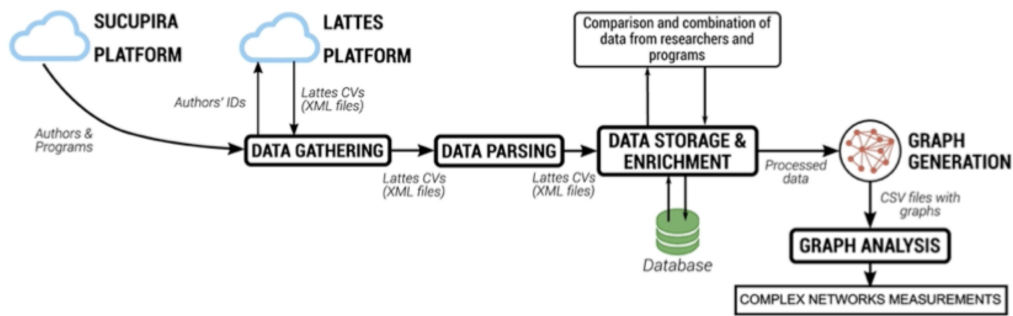 SUCUPIRA
PLATFORM
LATTES
PLATFORM
Comparison and combination of
data from researchers and
programs
Authors' IDs
Lattes CVs
(XML files)
Authors &
Programs
DATA GATHERING
Lattes CVs
(XML files)
DATA PARSING
Lattes CVs
(XML files)
DATA STORAGE &
ENRICHMENT
Processed
data
GRAPH
GENERATION
Database
CSV files with
graphs
GRAPH ANALYSIS
COMPLEX NETWORKS MEASUREMENTS